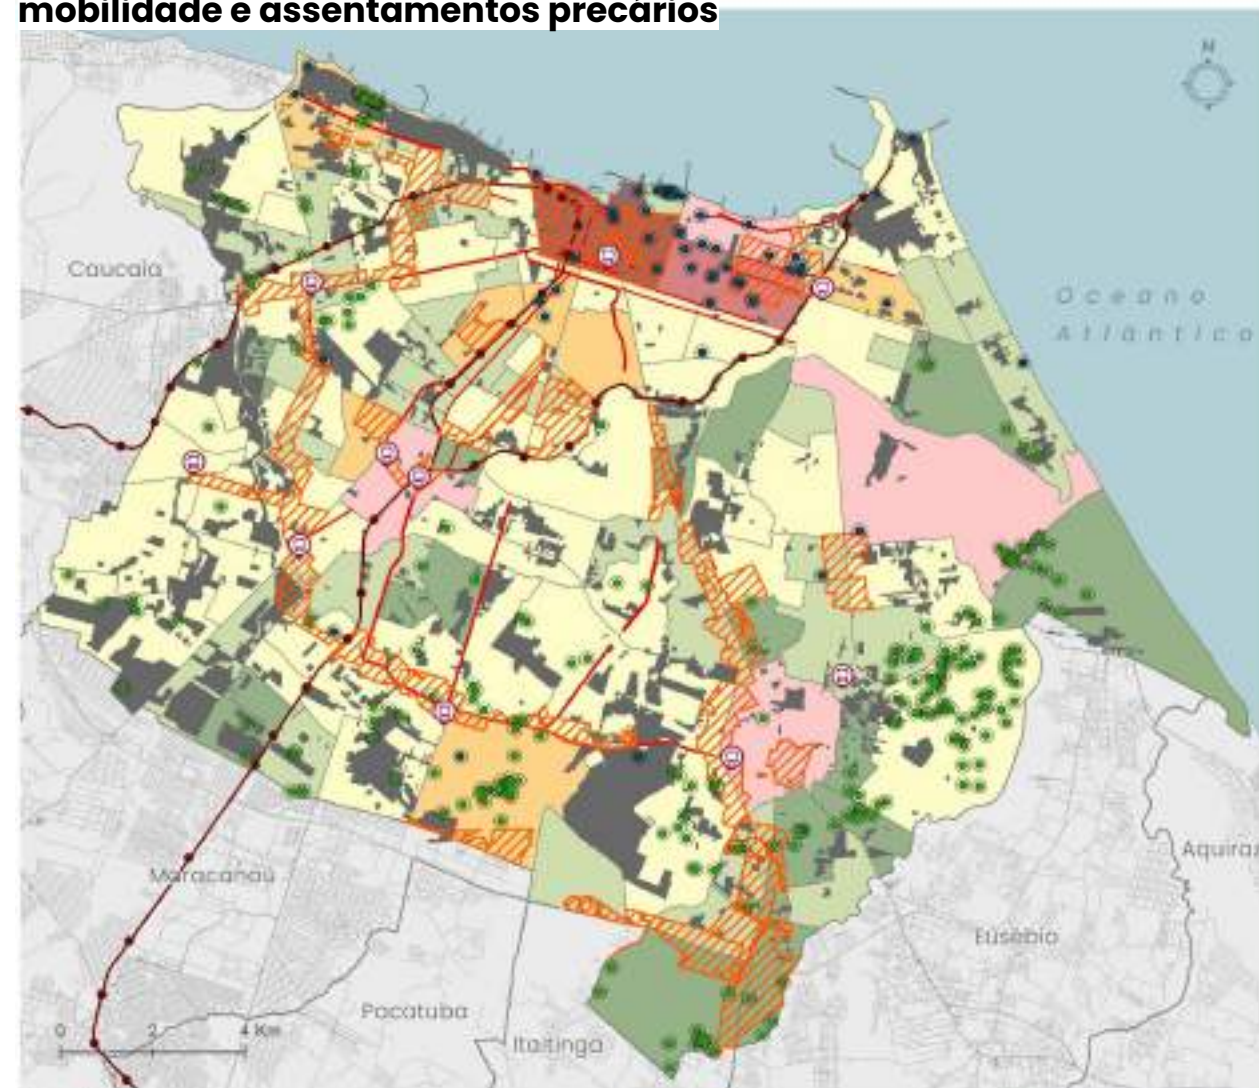 mobilidade e assentamentos precários
N
Caucaia
Oceano
Atlântico
Maracanaú
Aquiraz
Eusébio
Pacatuba
Itaitinga
0 2 4 Km